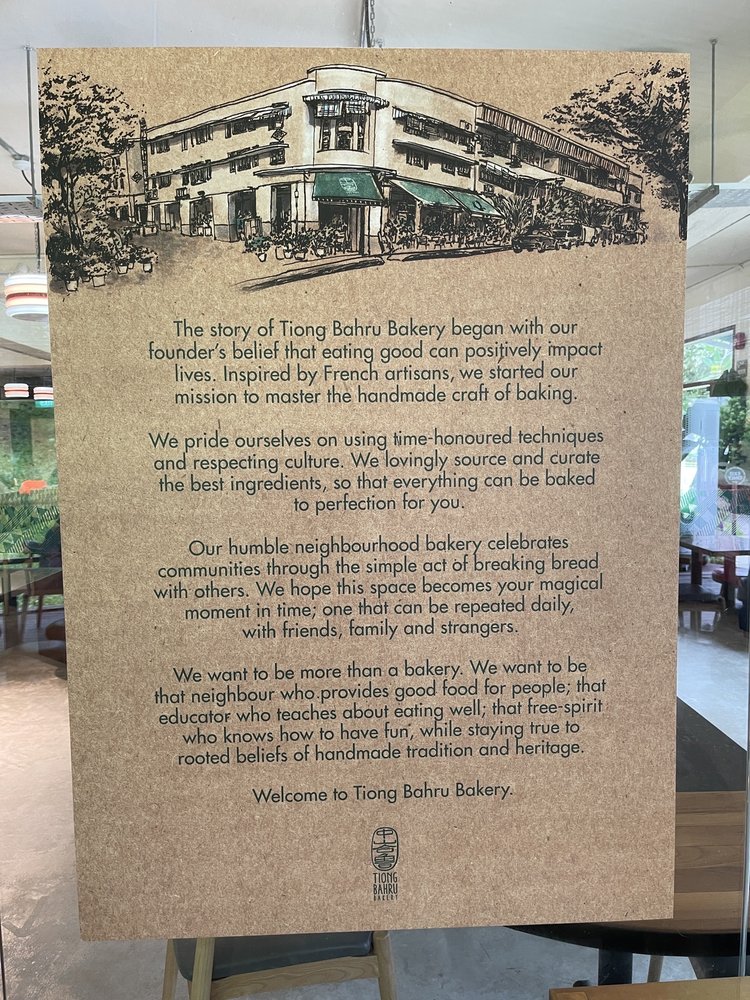 The story of Tiong Bahru Bakery began with our
founder's belief that eating good can positively impact
lives. Inspired by French artisans, we started our
mission to master the handmade craft of baking.
We pride ourselves on using time-honoured techniques
and respecting culture. We lovingly source and curate
the best ingredients, so that everything can be baked
to perfection for you.
Our humble neighbourhood bakery celebrates
communities through the simple act of breaking bread
with others. We hope this space becomes your magical
moment in time; one that can be repeated daily,
with friends, family and strangers.
We want to be more than a bakery. We want to be
that neighbour who provides good food for people; that
educator who teaches about eating well; that free-spirit
who knows how to have fun, while staying true to
rooted beliefs of handmade tradition and heritage.
Welcome to Tiong Bahru Bakery.
TIONG
BAHRU
BAKERY